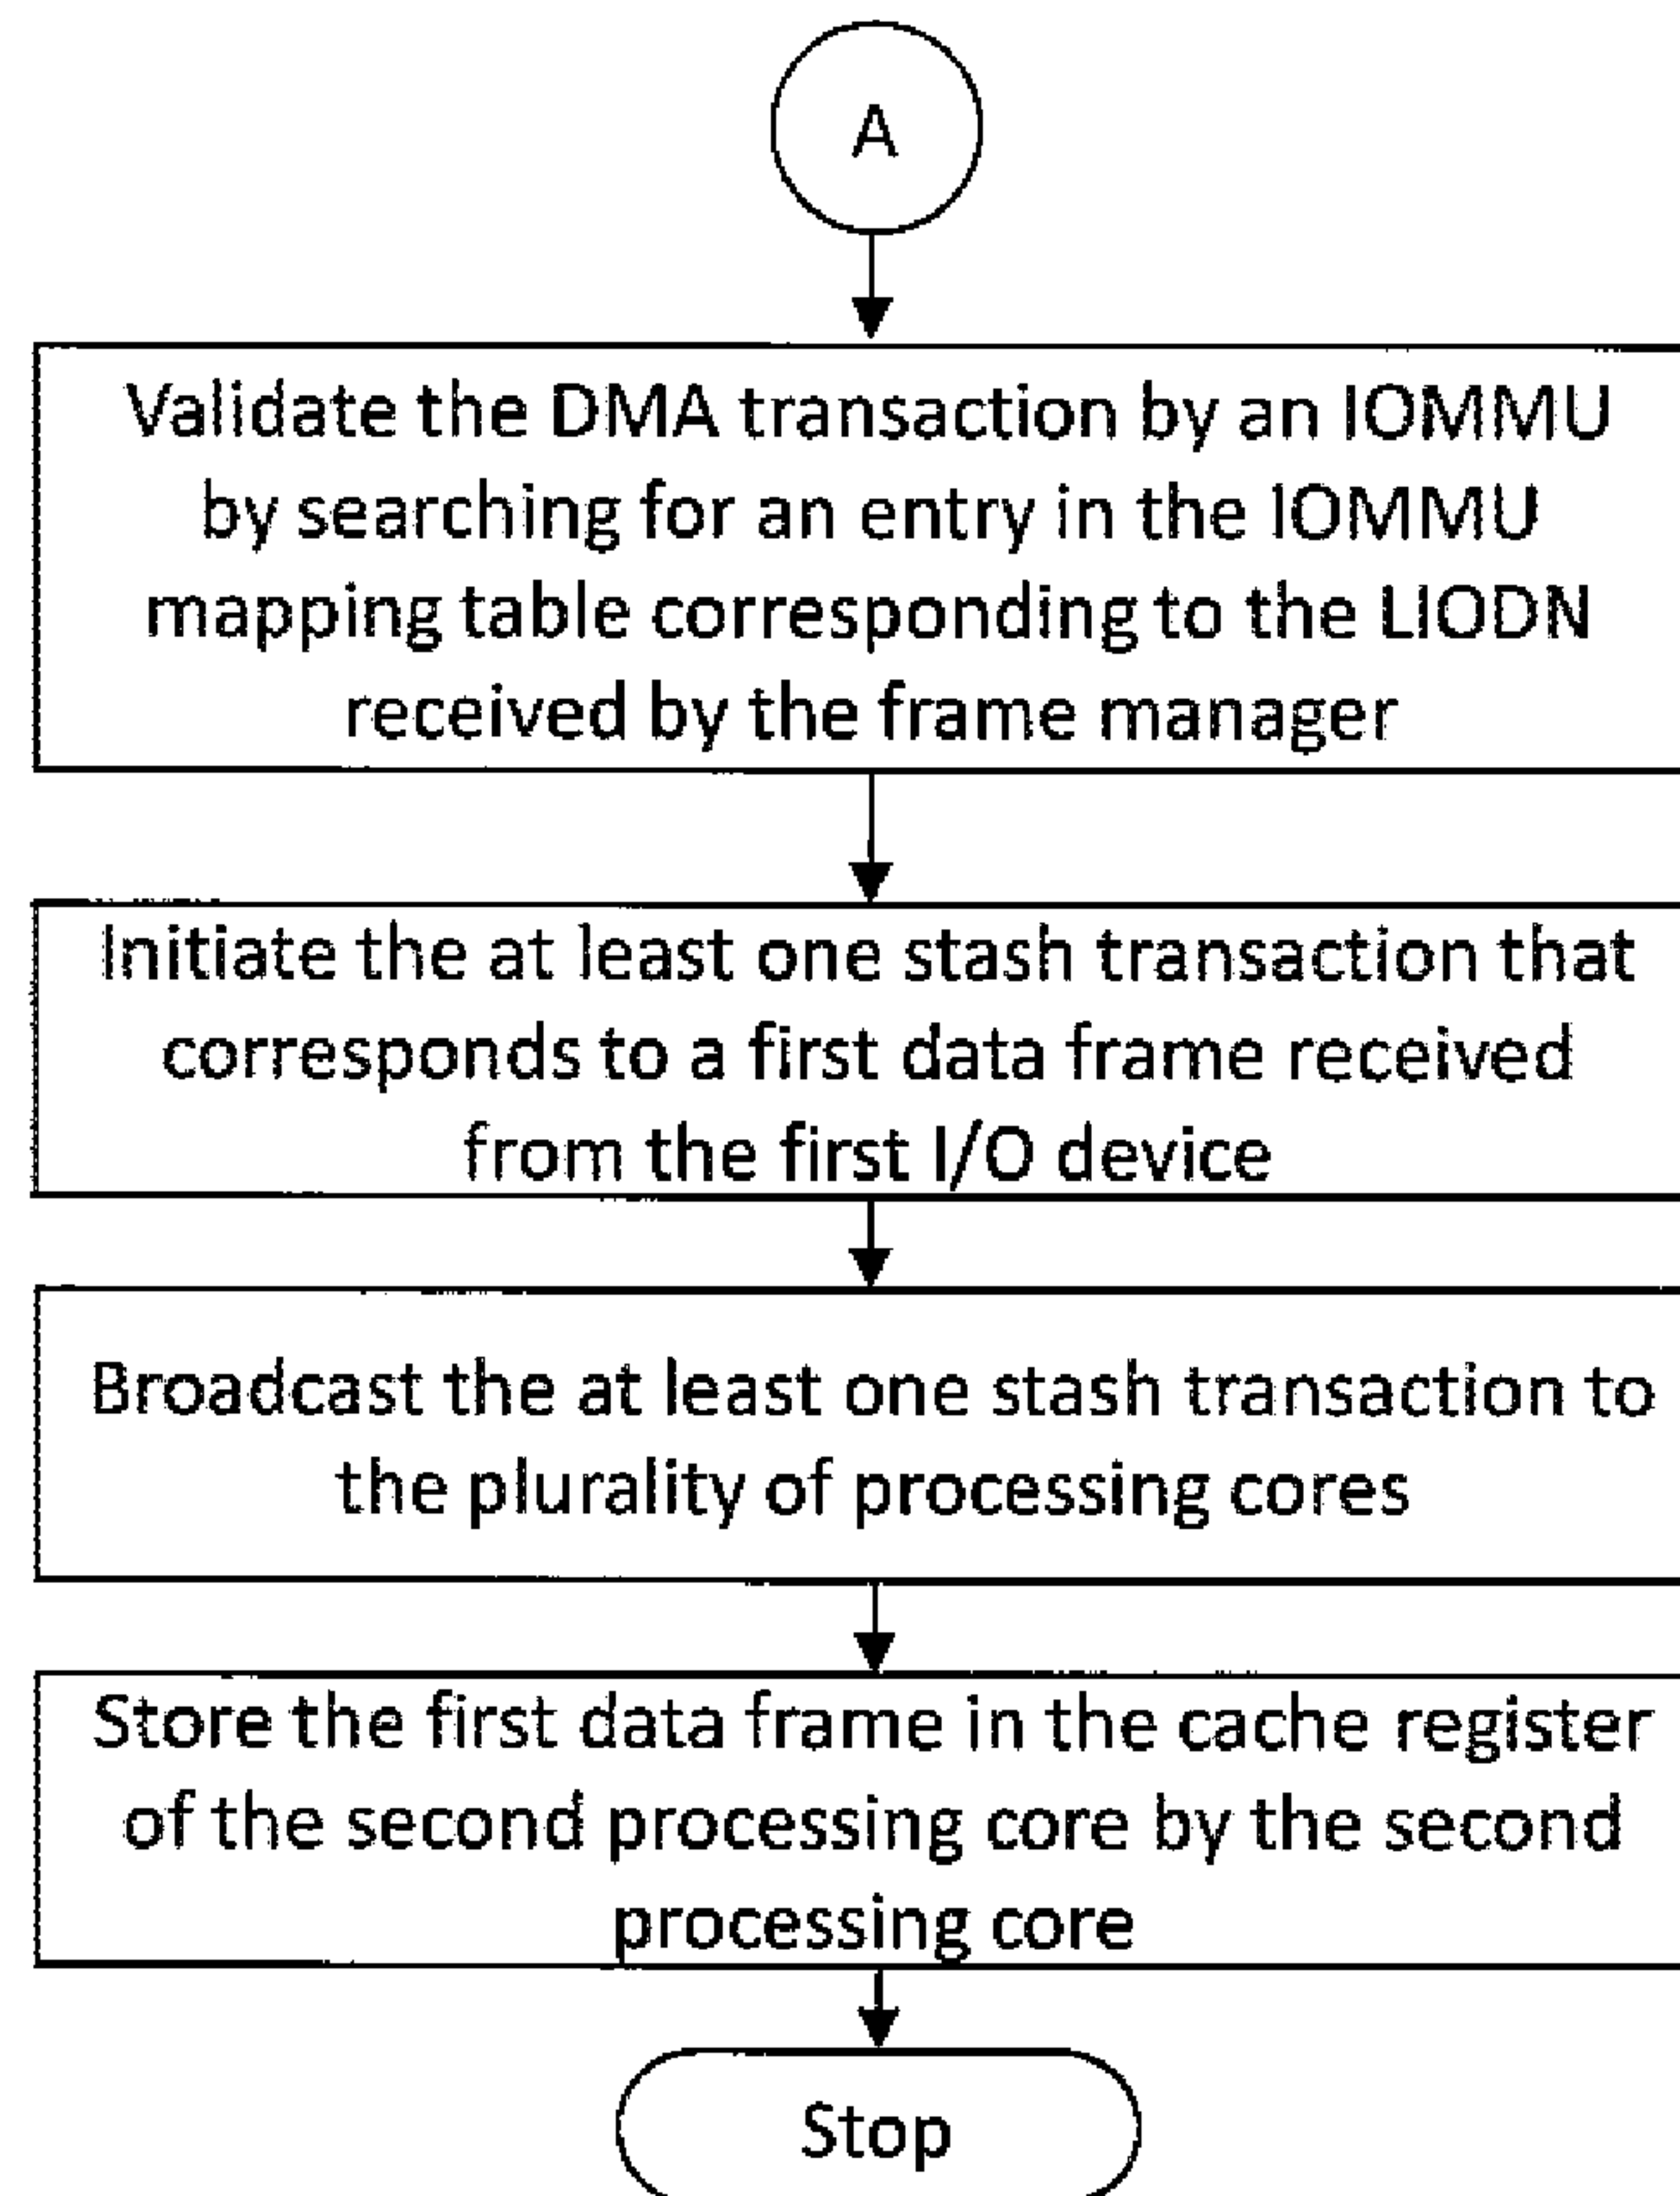 A
Validate the DMA transaction by an IOMMU
by searching for an entry in the IOMMU
mapping table corresponding to the LIODN
received by the frame manager
Initiate the at least one stash transaction that
corresponds to a first data frame received
from the first I/O device
Broadcast the at least one stash transaction to
the plurality of processing cores
Store the first data frame in the cache register
of the second processing core by the second
processing core
Stop